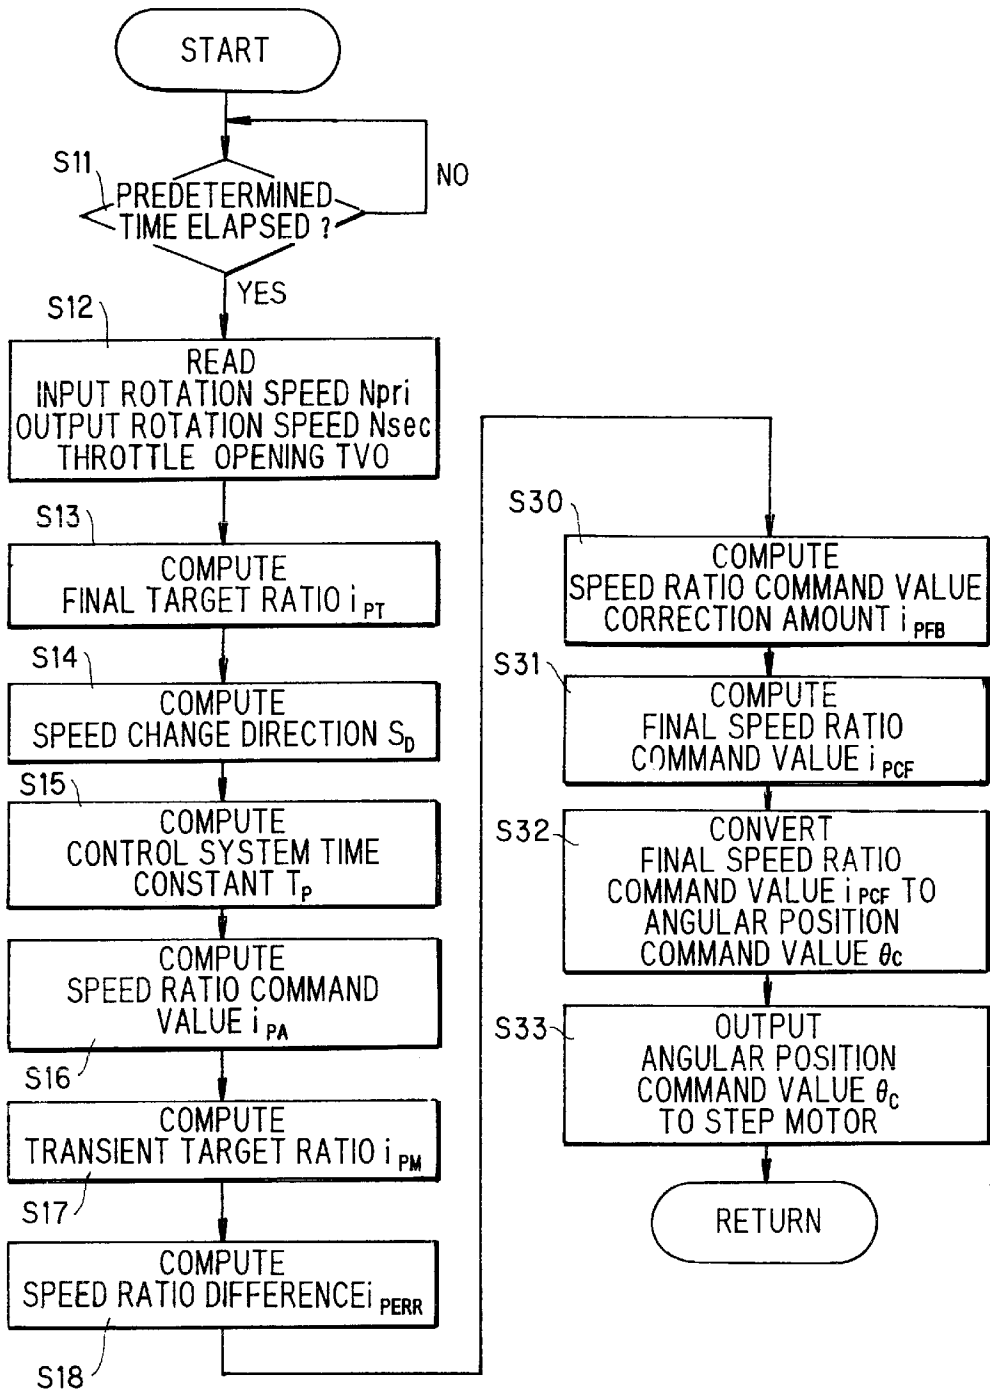 START
S11
PREDETERMINED
TIME ELAPSED ?
NO
YES
S12
READ
INPUT ROTATION SPEED Npri
OUTPUT ROTATION SPEED Nsec
THROTTLE OPENING TVO
S13
COMPUTE
FINAL TARGET RATIO iPT
S14
COMPUTE
SPEED CHANGE DIRECTION SD
S15
COMPUTE
CONTROL SYSTEM TIME
CONSTANT TP
COMPUTE
SPEED RATIO COMMAND
VALUE iPA
S16
COMPUTE
TRANSIENT TARGET RATIO iPM
S17
COMPUTE
SPEED RATIO DIFFERENCEiPERR
S18
S30
COMPUTE
SPEED RATIO COMMAND VALUE
CORRECTION AMOUNT iPFB
S31
COMPUTE
FINAL SPEED RATIO
COMMAND VALUE iPCF
S32
CONVERT
FINAL SPEED RATIO
COMMAND VALUE iPCF TO
ANGULAR POSITION
COMMAND VALUE θc
S33
OUTPUT
ANGULAR POSITION
COMMAND VALUE θc
TO STEP MOTOR
RETURN